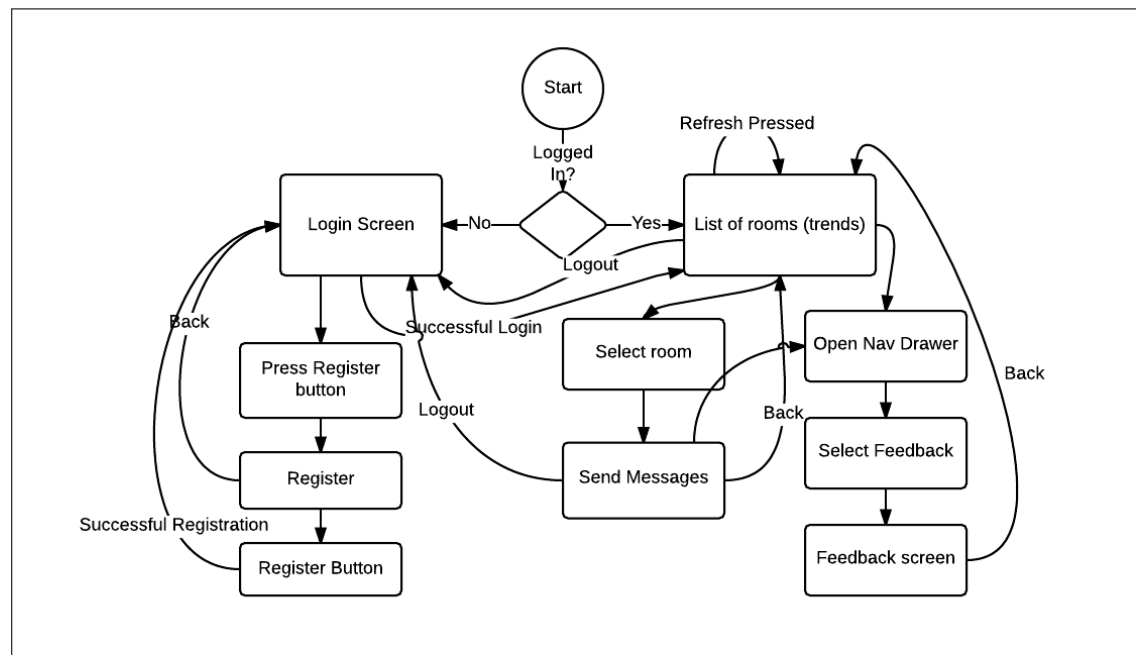 Start
Refresh Pressed
Logged
In?
Login Screen
No
Yes
List of rooms (trends)
Logout
Back
Successful Login
Select room
Open Nav Drawer
Press Register
button
Back
Logout
Back
Select Feedback
Register
Send Messages
Successful Registration
Register Button
Feedback screen